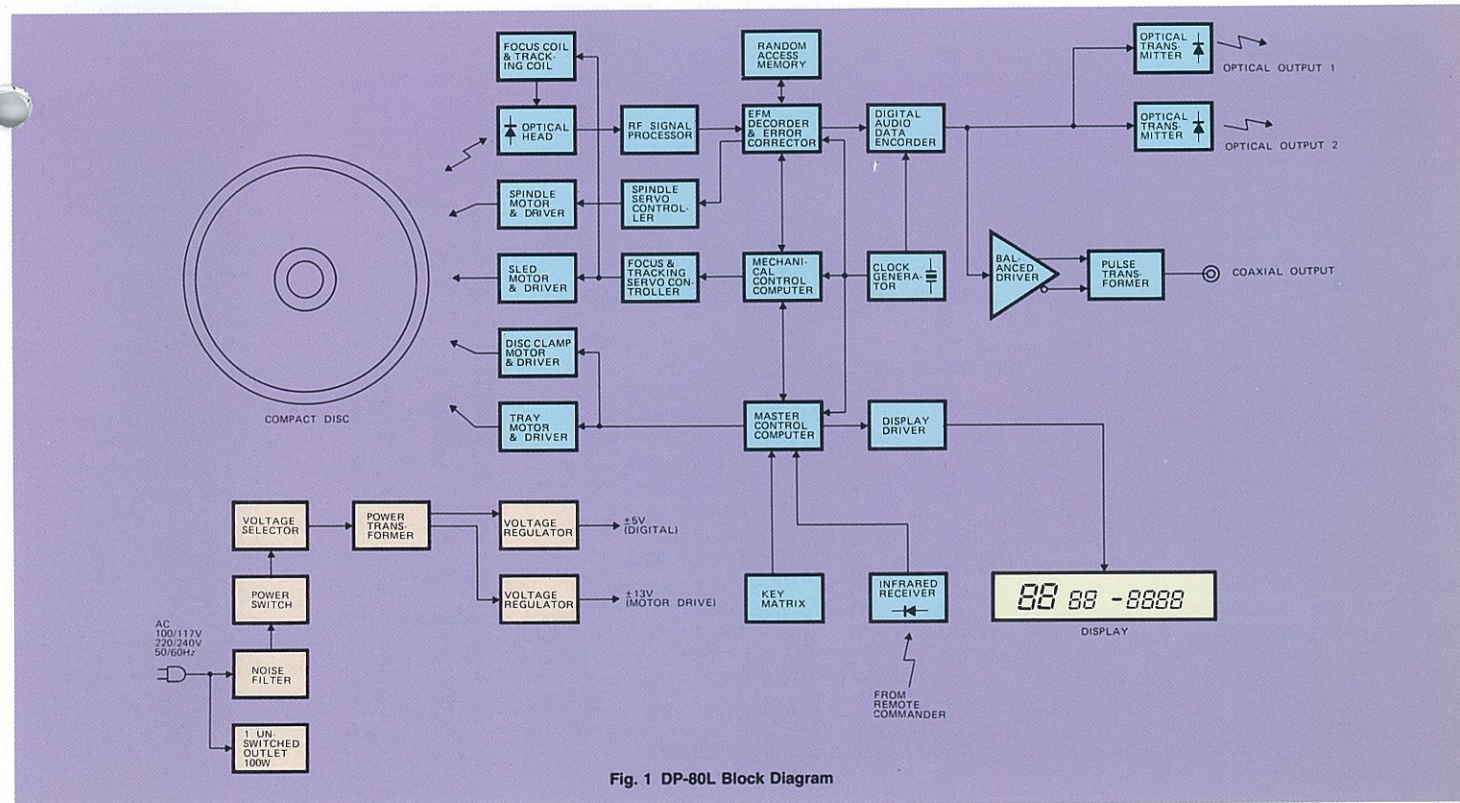 FOCUS COIL
& TRACK-
ING COIL
RANDOM
ACCESS
MEMORY
OPTICAL
TRANS-
MITTER
OPTICAL OUTPUT 1
OPTICAL
HEAD
RF SIGNAL
PROCESSOR
EFM
DECORDER
& ERROR
CORRECTOR
DIGITAL
AUDIO
DATA
ENCORDER
OPTICAL
TRANS-
MITTER
OPTICAL OUTPUT 2
SPINDLE
MOTOR
& DRIVER
SPINDLE
SERVO
CONTROL-
LER
SLED
MOTOR
& DRIVER
FOCUS &
TRACKING
SERVO CON-
TROLLER
MECHANI-
CAL
CONTROL
COMPUTER
CLOCK
GENERA-
TOR
BAL-
ANCED
DRIVER
PULSE
TRANS-
FORMER
COAXIAL OUTPUT
DISC CLAMP
MOTOR
& DRIVER
COMPACT DISC
TRAY
MOTOR
& DRIVER
MASTER
CONTROL
COMPUTER
DISPLAY
DRIVER
VOLTAGE
SELECTOR
POWER
TRANS-
FORMER
VOLTAGE
REGULATOR
±5V
(DIGITAL)
POWER
SWITCH
VOLTAGE
REGULATOR
±13V
(MOTOR DRIVE)
KEY
MATRIX
INFRARED
RECEIVER
88 88 -8888
DISPLAY
AC
100/117V
220/240V
50/60Hz
NOISE
FILTER
FROM
REMOTE
COMMANDER
1 UN-
SWITCHED
OUTLET
100W
Fig. 1 DP-80L Block Diagram